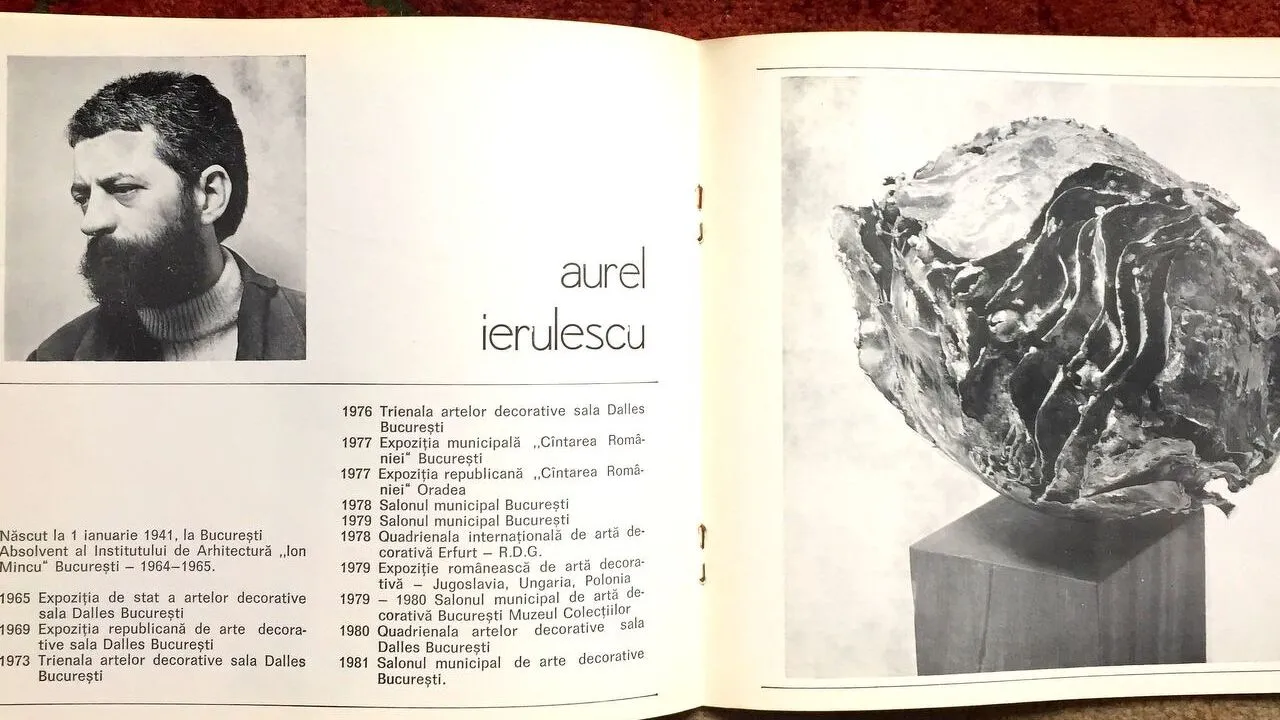 aurel
ierulescu
Născut la 1 ianuarie 1941, la București
Absolvent al Institutului de Arhitectură ,,Ion
Mincu“ București – 1964–1965.
1965 Expoziția de stat a artelor decorative
sala Dalles București
1969 Expoziția republicană de arte decora-
tive sala Dalles București
1973 Trienala artelor decorative sala Dalles
București
1976 Trienala artelor decorative sala Dalles
București
1977 Expoziția municipală ,,Cîntarea Romă-
niei“ București
1977 Expoziția republicană ,,Cîntarea Româ-
niei“ Oradea
1978 Salonul municipal București
1979 Salonul municipal București
1978 Quadrienala internațională de artă de-
corativă Erfurt – R.D.G.
1979 Expoziție românească de artă decora-
tivă – Jugoslavia, Ungaria, Polonia
1979 – 1980 Salonul municipal de artă de-
corativă București Muzeul Colecțiilor
1980 Quadrienala artelor decorative sala
Dalles București
1981 Salonul municipal de arte decorative
București.